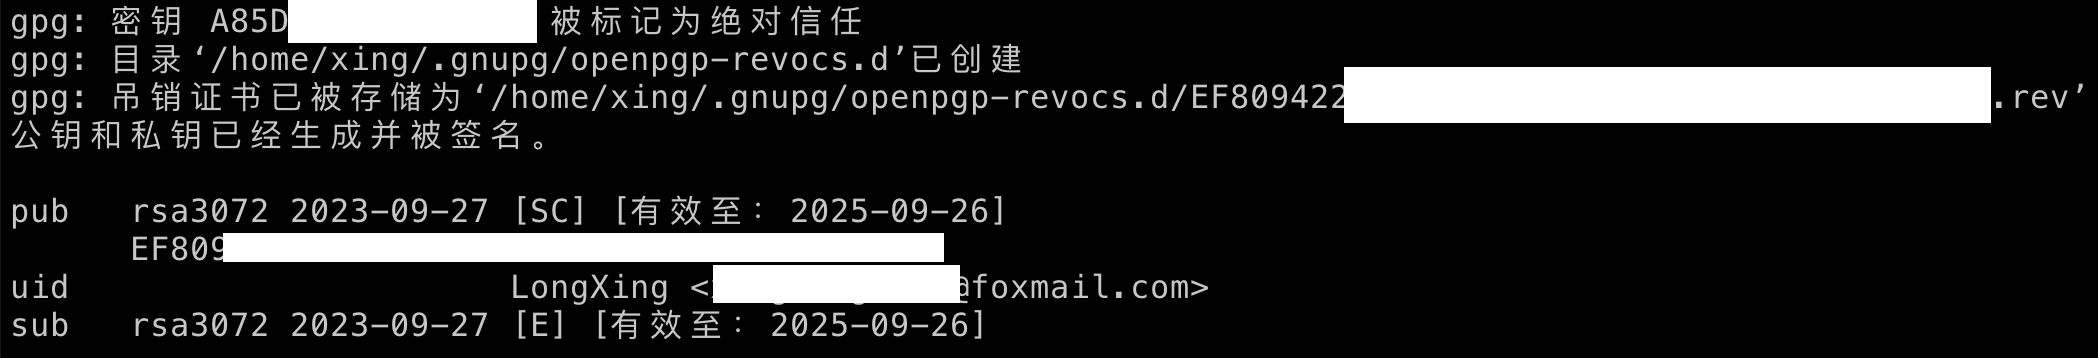 gpg: 密钥 A85D 被标记为绝对信任
gpg: 目录‘/home/xing/.gnupg/openpgp-revocs.d’已创建
gpg: 吊销证书已被存储为‘/home/xing/.gnupg/openpgp-revocs.d/EF809422 .rev’
公钥和私钥已经生成并被签名。
pub rsa3072 2023-09-27 [SC] [有效至： 2025-09-26]
EF809
uid LongXing < @foxmail.com>
sub rsa3072 2023-09-27 [E] [有效至： 2025-09-26]